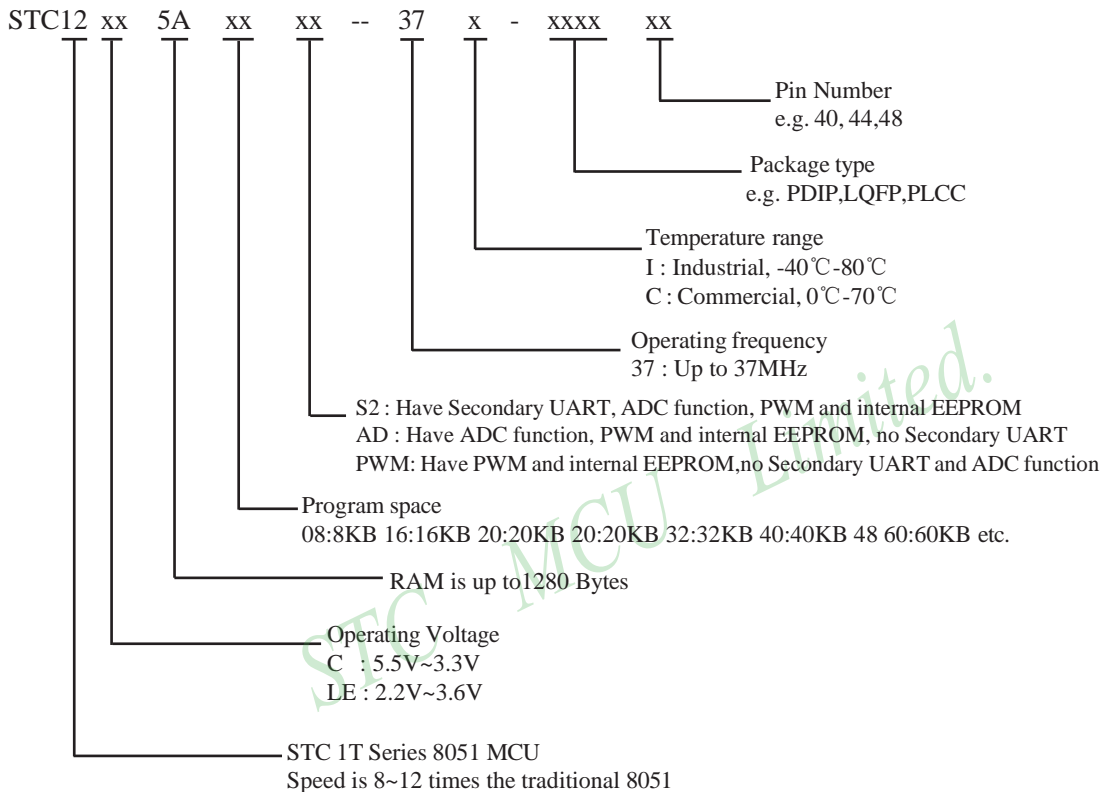 STC12 xx 5A xx xx -- 37 x - xxxx xx
Pin Number
e.g. 40, 44,48
Package type
e.g. PDIP,LQFP,PLCC
Temperature range
I : Industrial, -40℃-80℃
C : Commercial, 0℃-70℃
Operating frequency
37 : Up to 37MHz
S2 : Have Secondary UART, ADC function, PWM and internal EEPROM
AD : Have ADC function, PWM and internal EEPROM, no Secondary UART
PWM: Have PWM and internal EEPROM,no Secondary UART and ADC function
Program space
08:8KB 16:16KB 20:20KB 20:20KB 32:32KB 40:40KB 48 60:60KB etc.
RAM is up to1280 Bytes
Operating Voltage
C : 5.5V~3.3V
LE : 2.2V~3.6V
STC 1T Series 8051 MCU
Speed is 8~12 times the traditional 8051
STC MCU Limited.